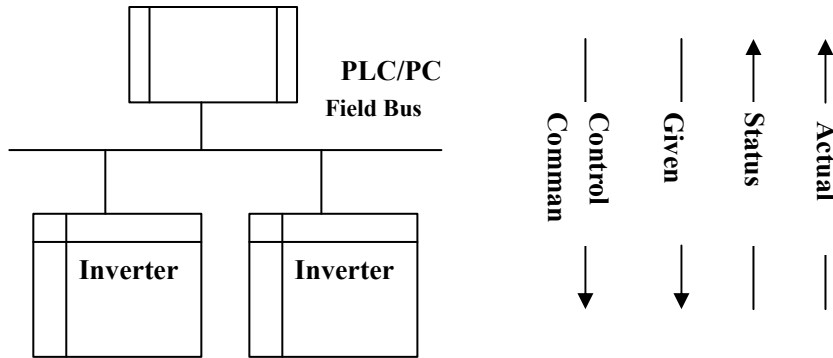 PLC/PC
Field Bus
Inverter
Inverter
Control
Comman
Given
Status
Actual